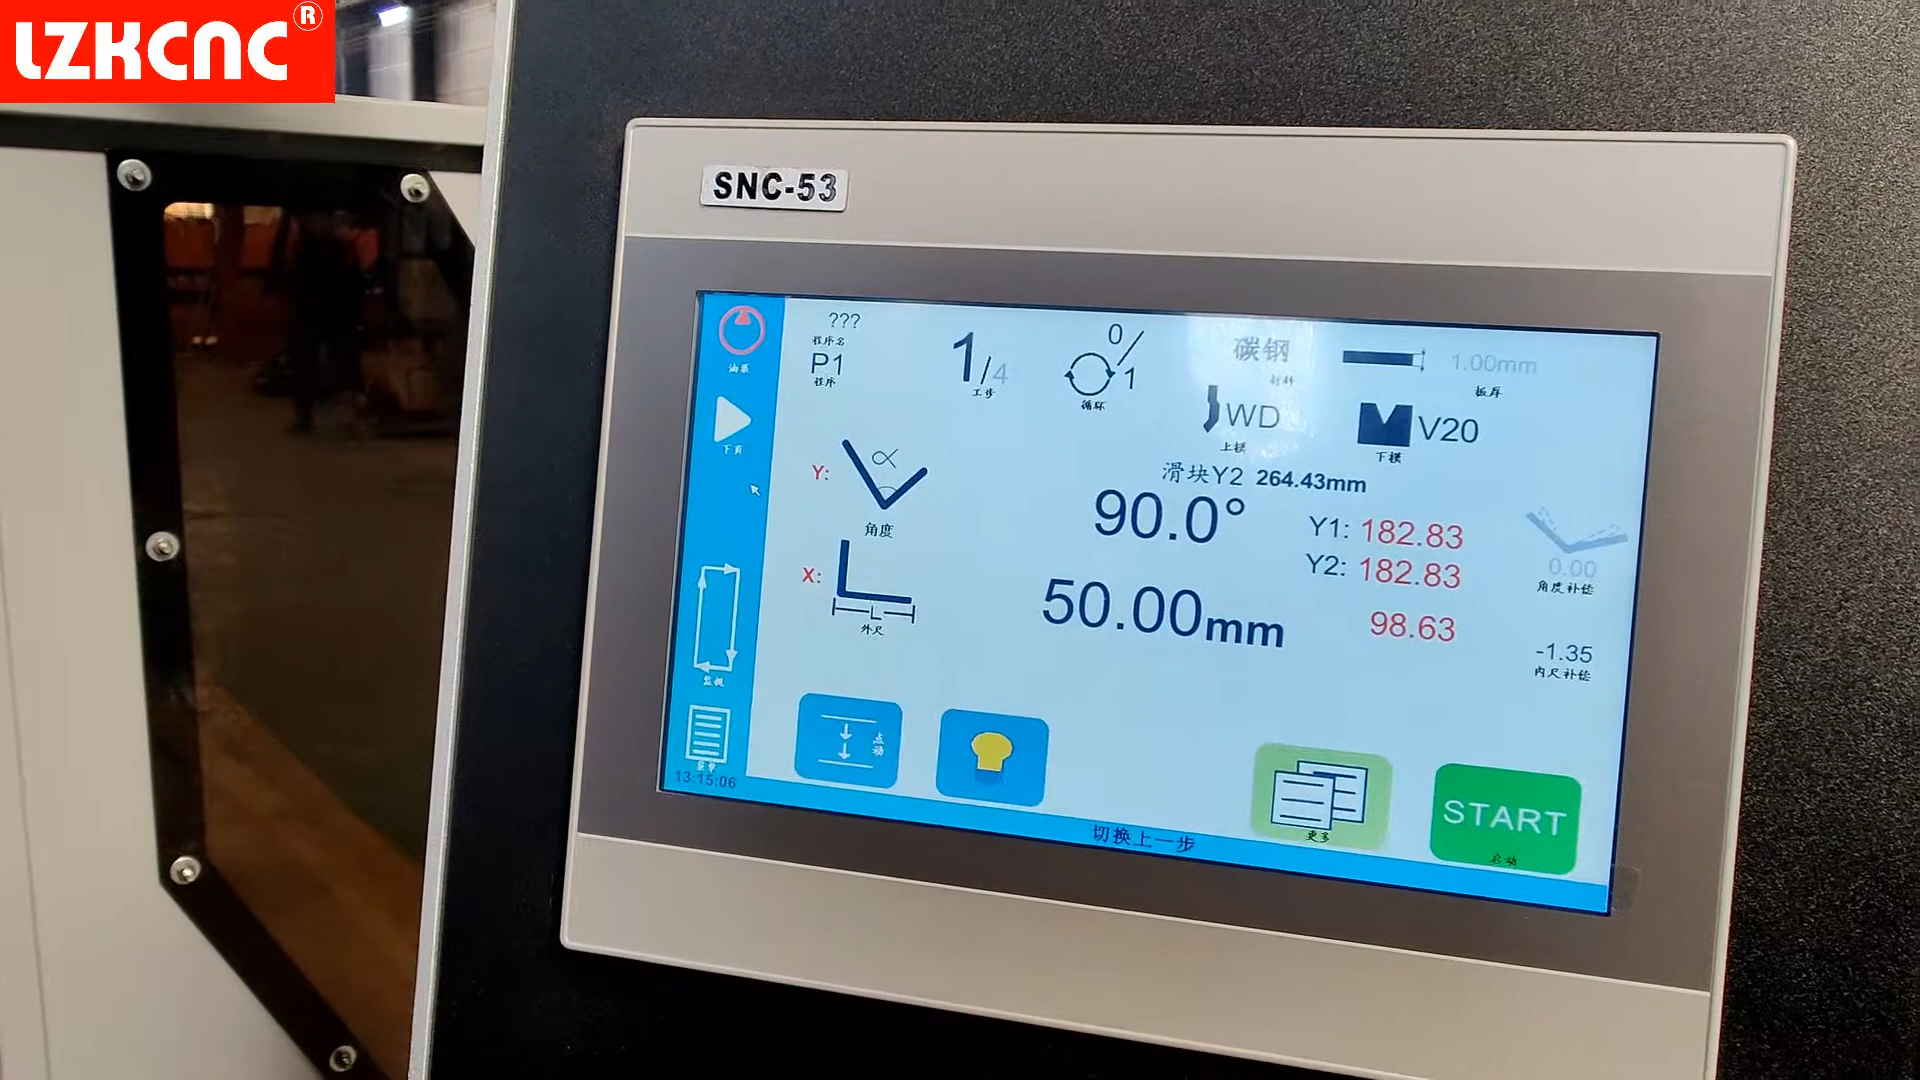 LZKCNC®
SNC-53
???
程序名
P1
程序
1/4
工步
0/1
循环
碳钢
材料
1.00mm
板厚
WD
上模
V20
下模
油泵
下页
滑块Y2 264.43mm
Y:
α
角度
90.0°
Y1: 182.83
Y2: 182.83
0.00
角度补偿
X:
L
外尺
50.00mm
98.63
-1.35
内尺补偿
监视
点动
菜单
13:15:06
更多
START
启动
切换上一步